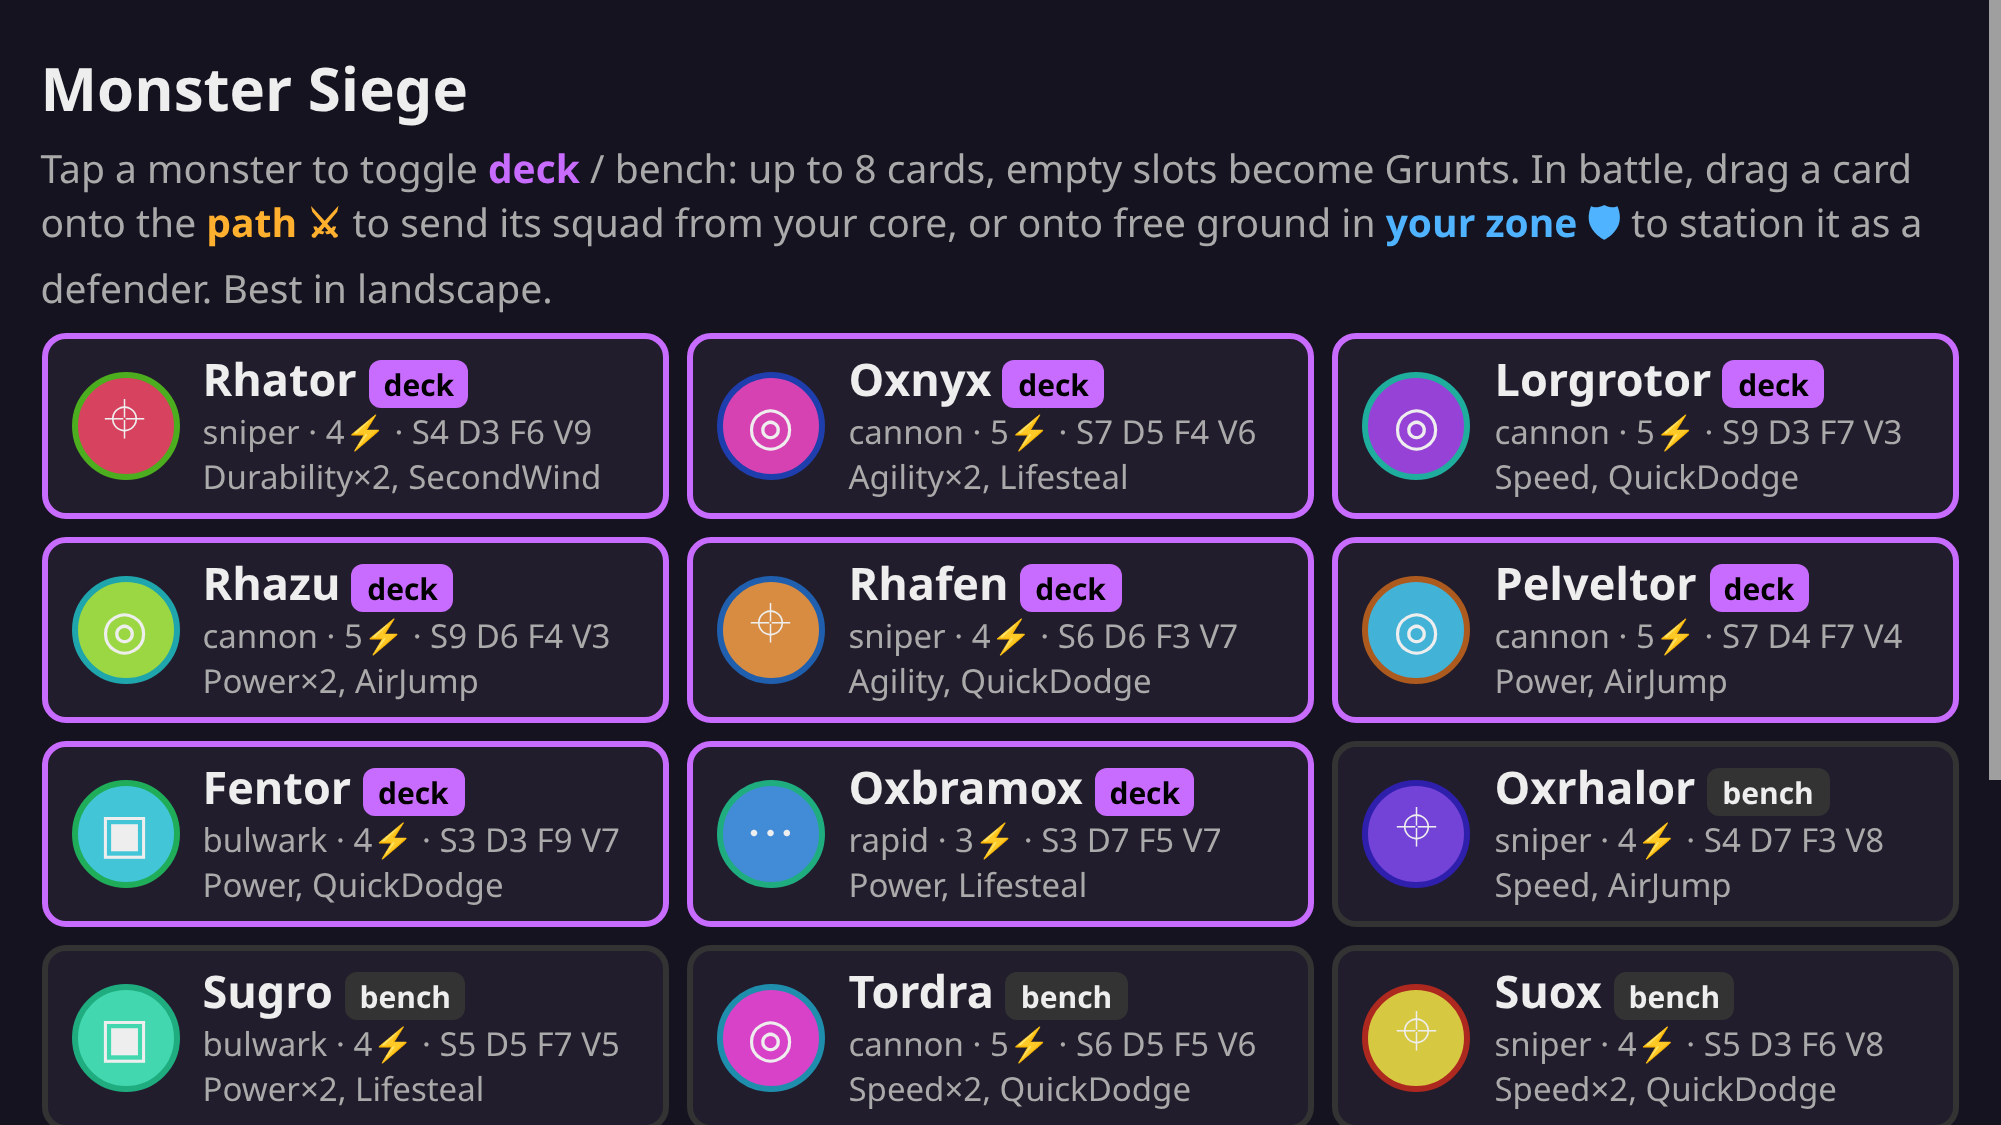 Monster Siege
Tap a monster to toggle deck / bench: up to 8 cards, empty slots become Grunts. In battle, drag a card
onto the path ⚔ to send its squad from your core, or onto free ground in your zone 🛡 to station it as a
defender. Best in landscape.
Rhator deck
sniper · 4⚡ · S4 D3 F6 V9
Durability×2, SecondWind
Oxnyx deck
cannon · 5⚡ · S7 D5 F4 V6
Agility×2, Lifesteal
Lorgrotor deck
cannon · 5⚡ · S9 D3 F7 V3
Speed, QuickDodge
Rhazu deck
cannon · 5⚡ · S9 D6 F4 V3
Power×2, AirJump
Rhafen deck
sniper · 4⚡ · S6 D6 F3 V7
Agility, QuickDodge
Pelveltor deck
cannon · 5⚡ · S7 D4 F7 V4
Power, AirJump
Fentor deck
bulwark · 4⚡ · S3 D3 F9 V7
Power, QuickDodge
Oxbramox deck
rapid · 3⚡ · S3 D7 F5 V7
Power, Lifesteal
Oxrhalor bench
sniper · 4⚡ · S4 D7 F3 V8
Speed, AirJump
Sugro bench
bulwark · 4⚡ · S5 D5 F7 V5
Power×2, Lifesteal
Tordra bench
cannon · 5⚡ · S6 D5 F5 V6
Speed×2, QuickDodge
Suox bench
sniper · 4⚡ · S5 D3 F6 V8
Speed×2, QuickDodge